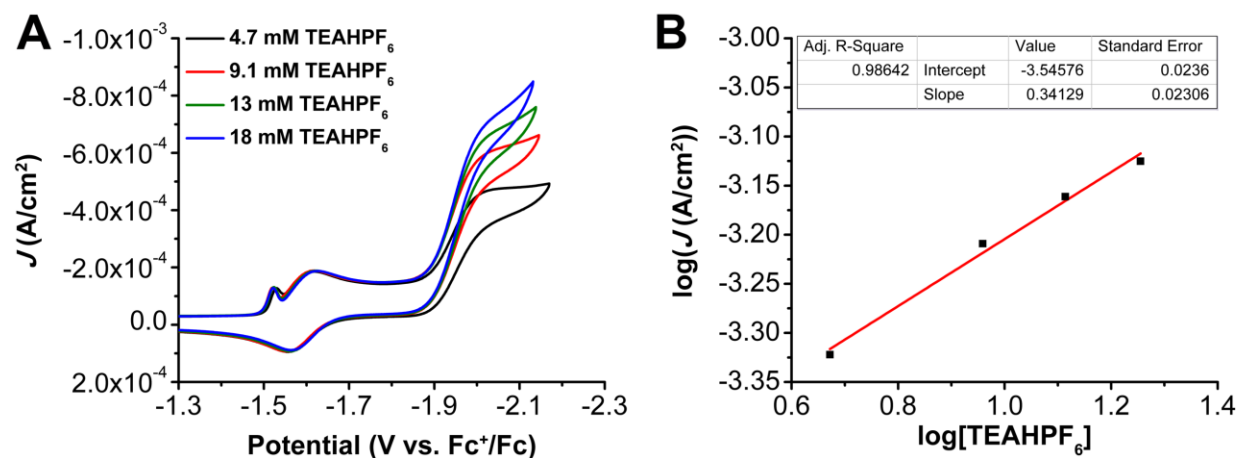 A
J (A/cm²)
-1.0x10⁻³
-8.0x10⁻⁴
-6.0x10⁻⁴
-4.0x10⁻⁴
-2.0x10⁻⁴
0.0
2.0x10⁻⁴
4.7 mM TEAHPF₆
9.1 mM TEAHPF₆
13 mM TEAHPF₆
18 mM TEAHPF₆
-1.3 -1.5 -1.7 -1.9 -2.1 -2.3
Potential (V vs. Fc⁺/Fc)
B
log(J (A/cm²))
-3.00
-3.05
-3.10
-3.15
-3.20
-3.25
-3.30
-3.35
Adj. R-Square Value Standard Error
0.98642 Intercept -3.54576 0.0236
Slope 0.34129 0.02306
0.6 0.8 1.0 1.2 1.4
log[TEAHPF₆]